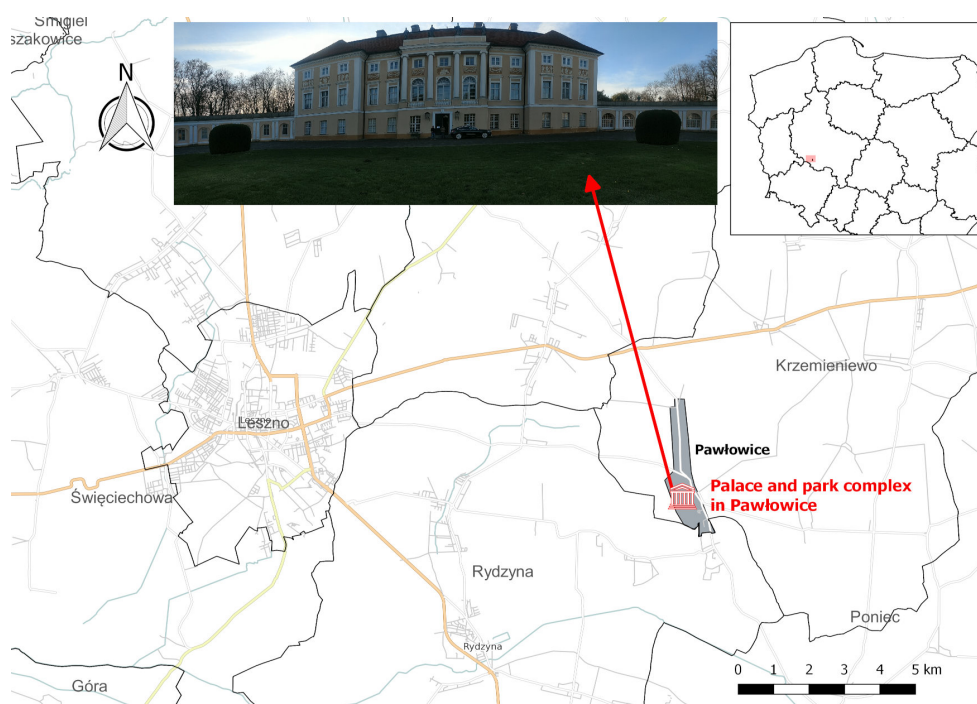 Śmigiel
szakowice
N
Krzemieniewo
Leszno
Leszno
Pawłowice
Święciechowa
Palace and park complex
in Pawłowice
Rydzyna
Poniec
Rydzyna
Góra
0 1 2 3 4 5 km